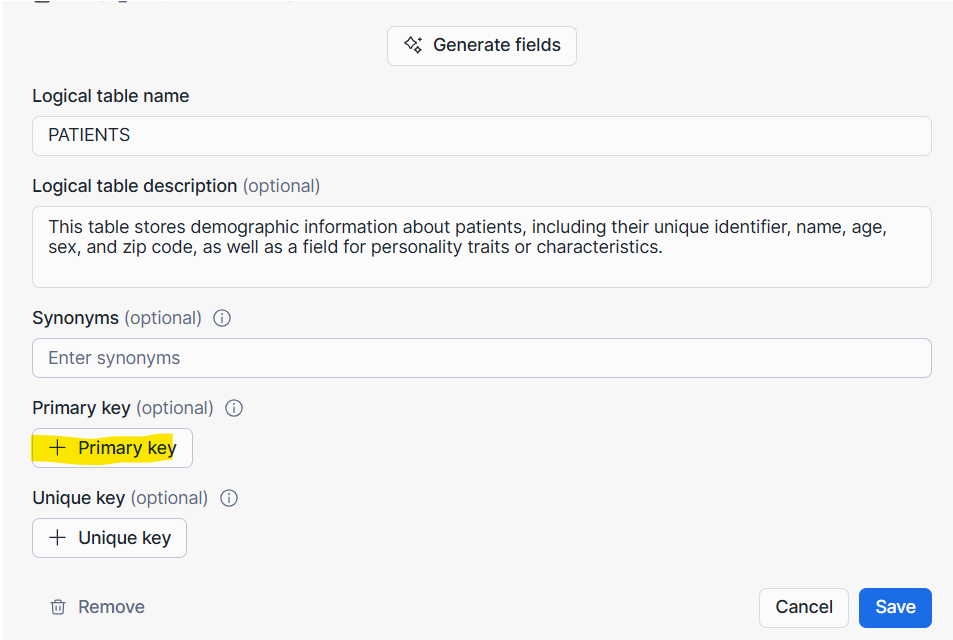 Generate fields
Logical table name
PATIENTS
Logical table description (optional)
This table stores demographic information about patients, including their unique identifier, name, age,
sex, and zip code, as well as a field for personality traits or characteristics.
Synonyms (optional)
Enter synonyms
Primary key (optional)
+ Primary key
Unique key (optional)
+ Unique key
Remove
Cancel
Save